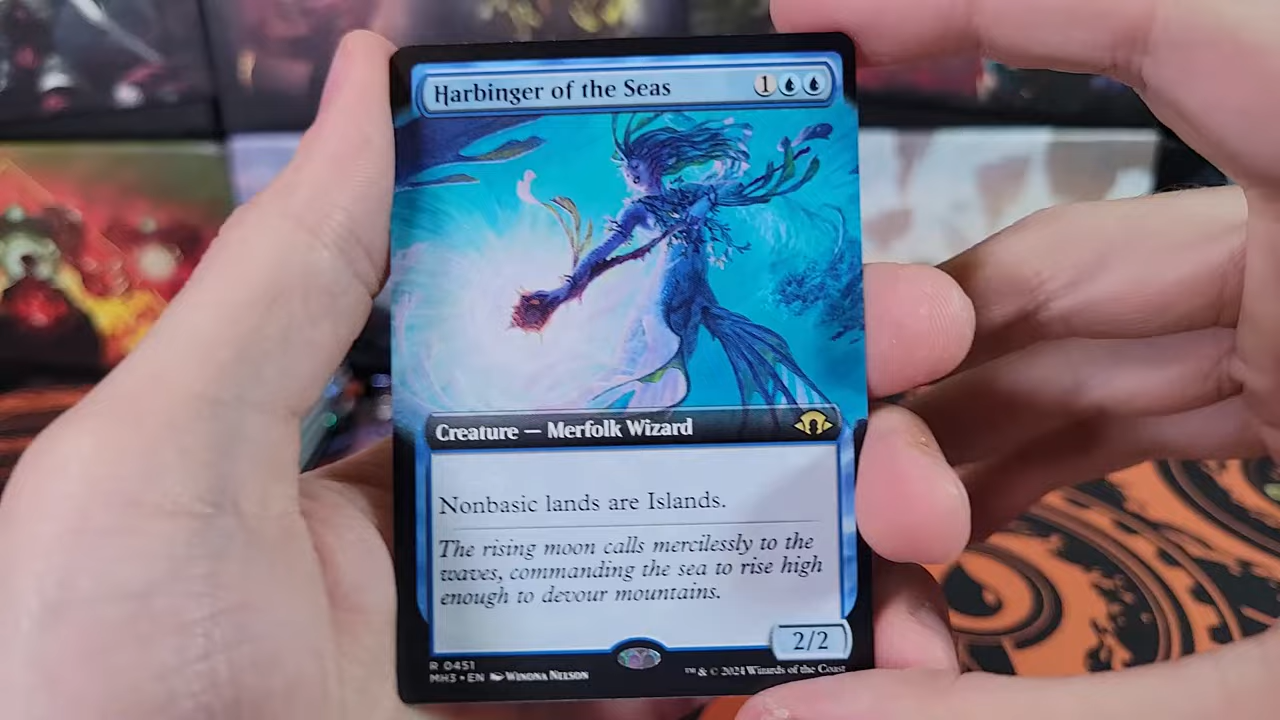 Harbinger of the Seas 1
Creature — Merfolk Wizard
Nonbasic lands are Islands.
The rising moon calls mercilessly to the
waves, commanding the sea to rise high
enough to devour mountains.
2/2
R 0451
MH3 • EN Winona Nelson
™ & © 2024 Wizards of the Coast